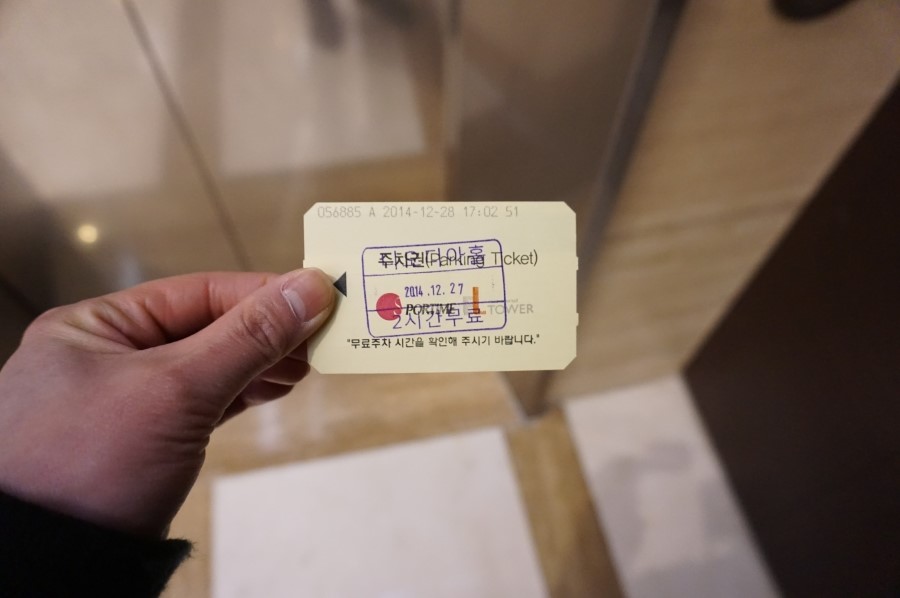 056885 A 2014-12-28 17:02 51
주차권(Parking Ticket)
2014.12.27
PORTIME TOWER
2시간무료
"무료주차 시간을 확인해 주시기 바랍니다."